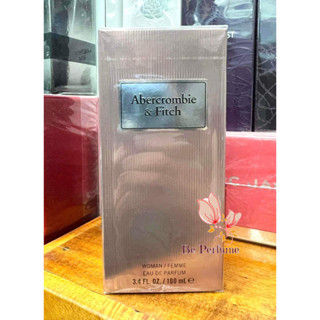 Abercrombie
& Fitch
Be Perfume
WOMAN / FEMME
EAU DE PARFUM
3.4 FL. OZ. / 100 mL e